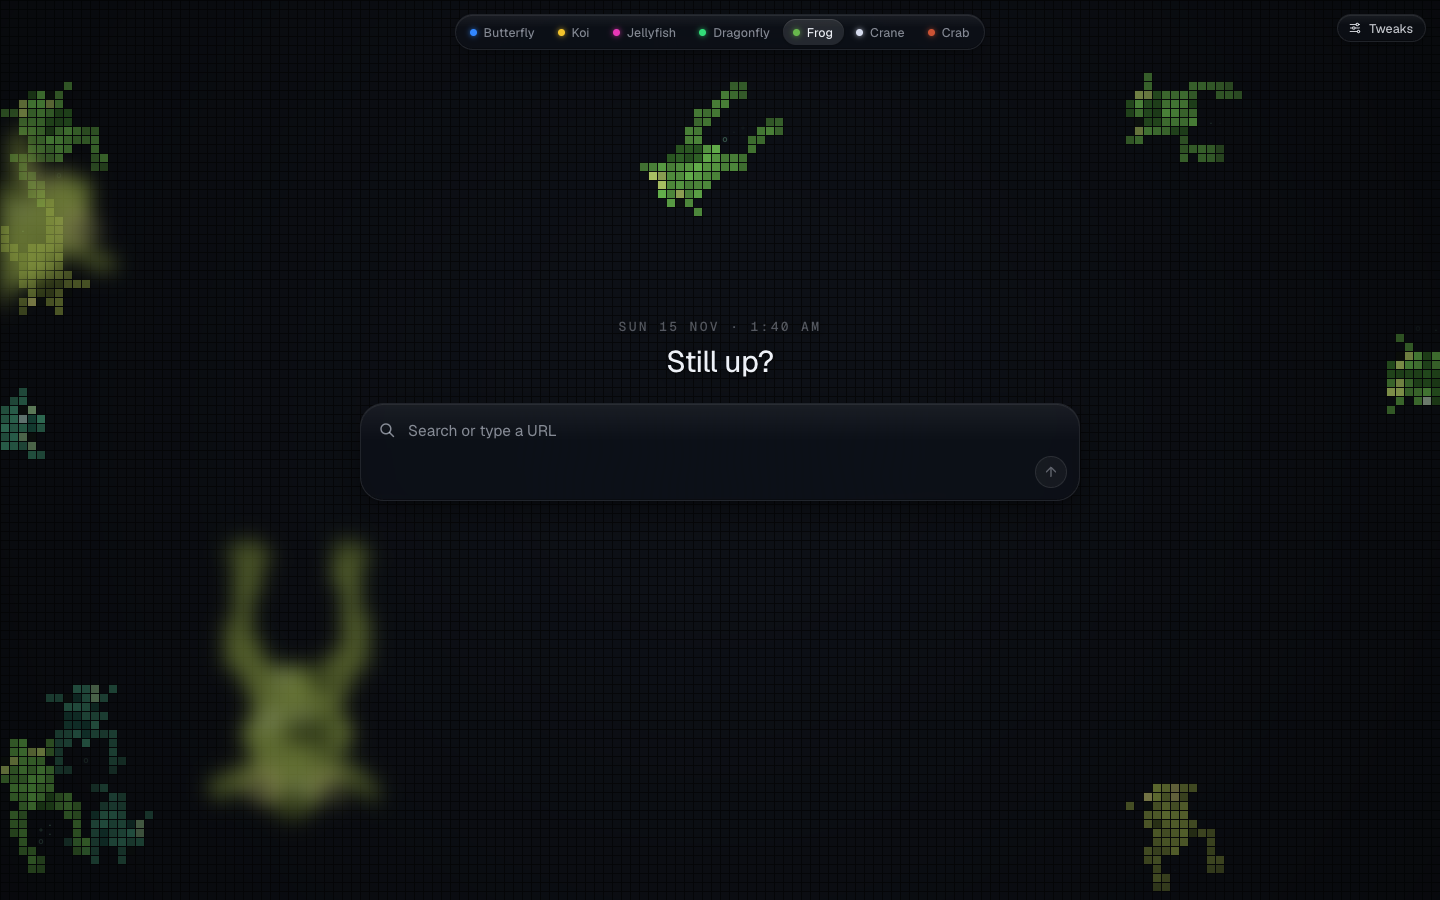 Butterfly Koi Jellyfish Dragonfly Frog Crane Crab
Tweaks
SUN 15 NOV · 1:40 AM
Still up?
Search or type a URL